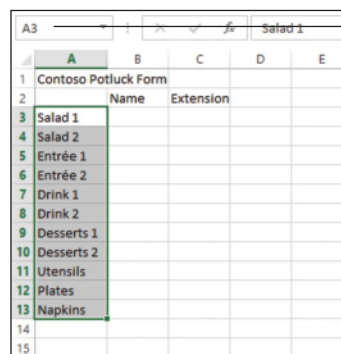 A3 fx Salad 1
A B C D E
1 Contoso Potluck Form
2 Name Extension
3 Salad 1
4 Salad 2
5 Entrée 1
6 Entrée 2
7 Drink 1
8 Drink 2
9 Desserts 1
10 Desserts 2
11 Utensils
12 Plates
13 Napkins
14
15